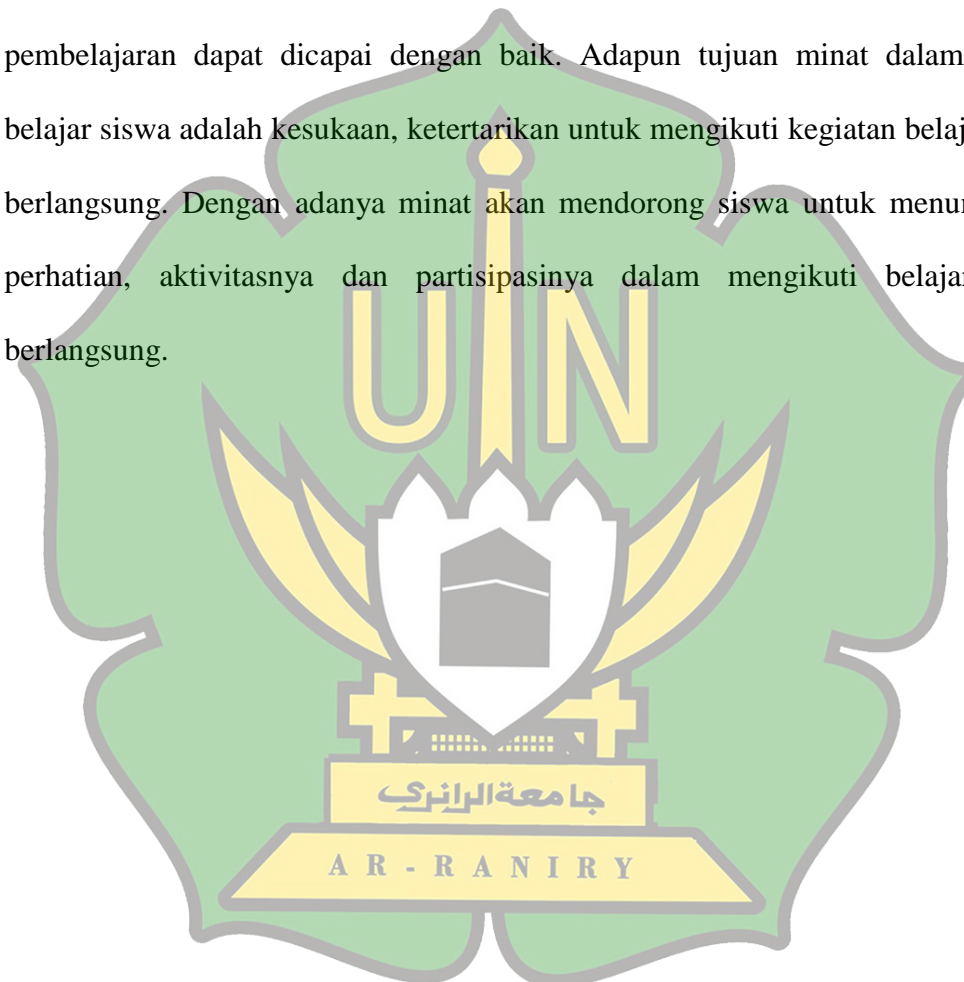 pembelajaran dapat dicapai dengan baik. Adapun tujuan minat dalam
belajar siswa adalah kesukaan, ketertarikan untuk mengikuti kegiatan belaj
berlangsung. Dengan adanya minat akan mendorong siswa untuk menu
perhatian, aktivitasnya dan partisipasinya dalam mengikuti belajar
berlangsung.
UIN
جامعة الرانري
AR-RANIRY